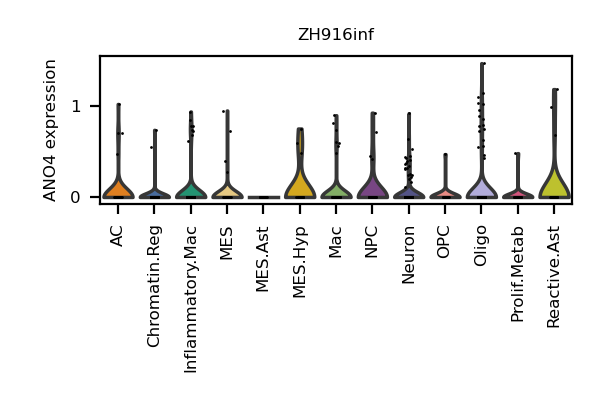 ZH916inf
ANO4 expression
1
0
AC
Chromatin.Reg
Inflammatory.Mac
MES
MES.Ast
MES.Hyp
Mac
NPC
Neuron
OPC
Oligo
Prolif.Metab
Reactive.Ast